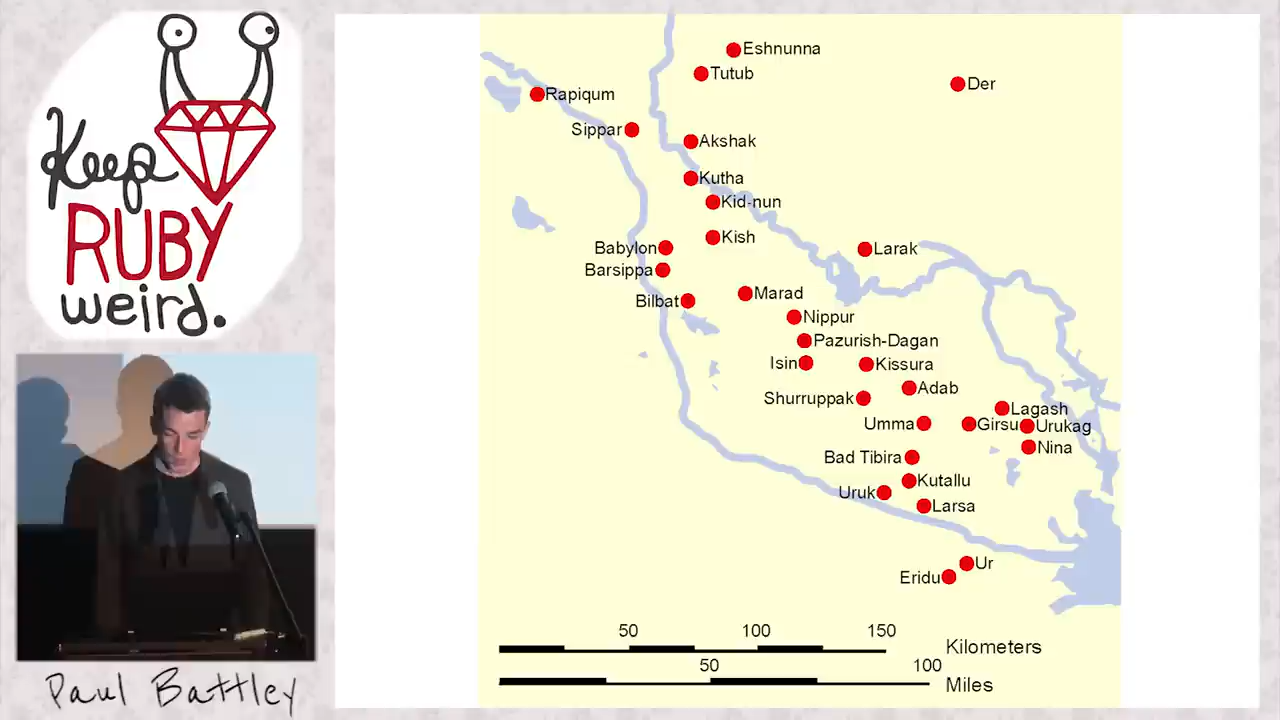 Keep
RUBY
weird.
Paul Battley
Eshnunna
Tutub
Der
Rapiqum
Sippar
Akshak
Kutha
Kid-nun
Kish
Babylon
Larak
Barsippa
Bilbat
Marad
Nippur
Pazurish-Dagan
Isin
Kissura
Adab
Shurruppak
Lagash
Umma
Girsu
Urukag
Nina
Bad Tibira
Kutallu
Uruk
Larsa
Ur
Eridu
50 100 150
Kilometers
50 100
Miles